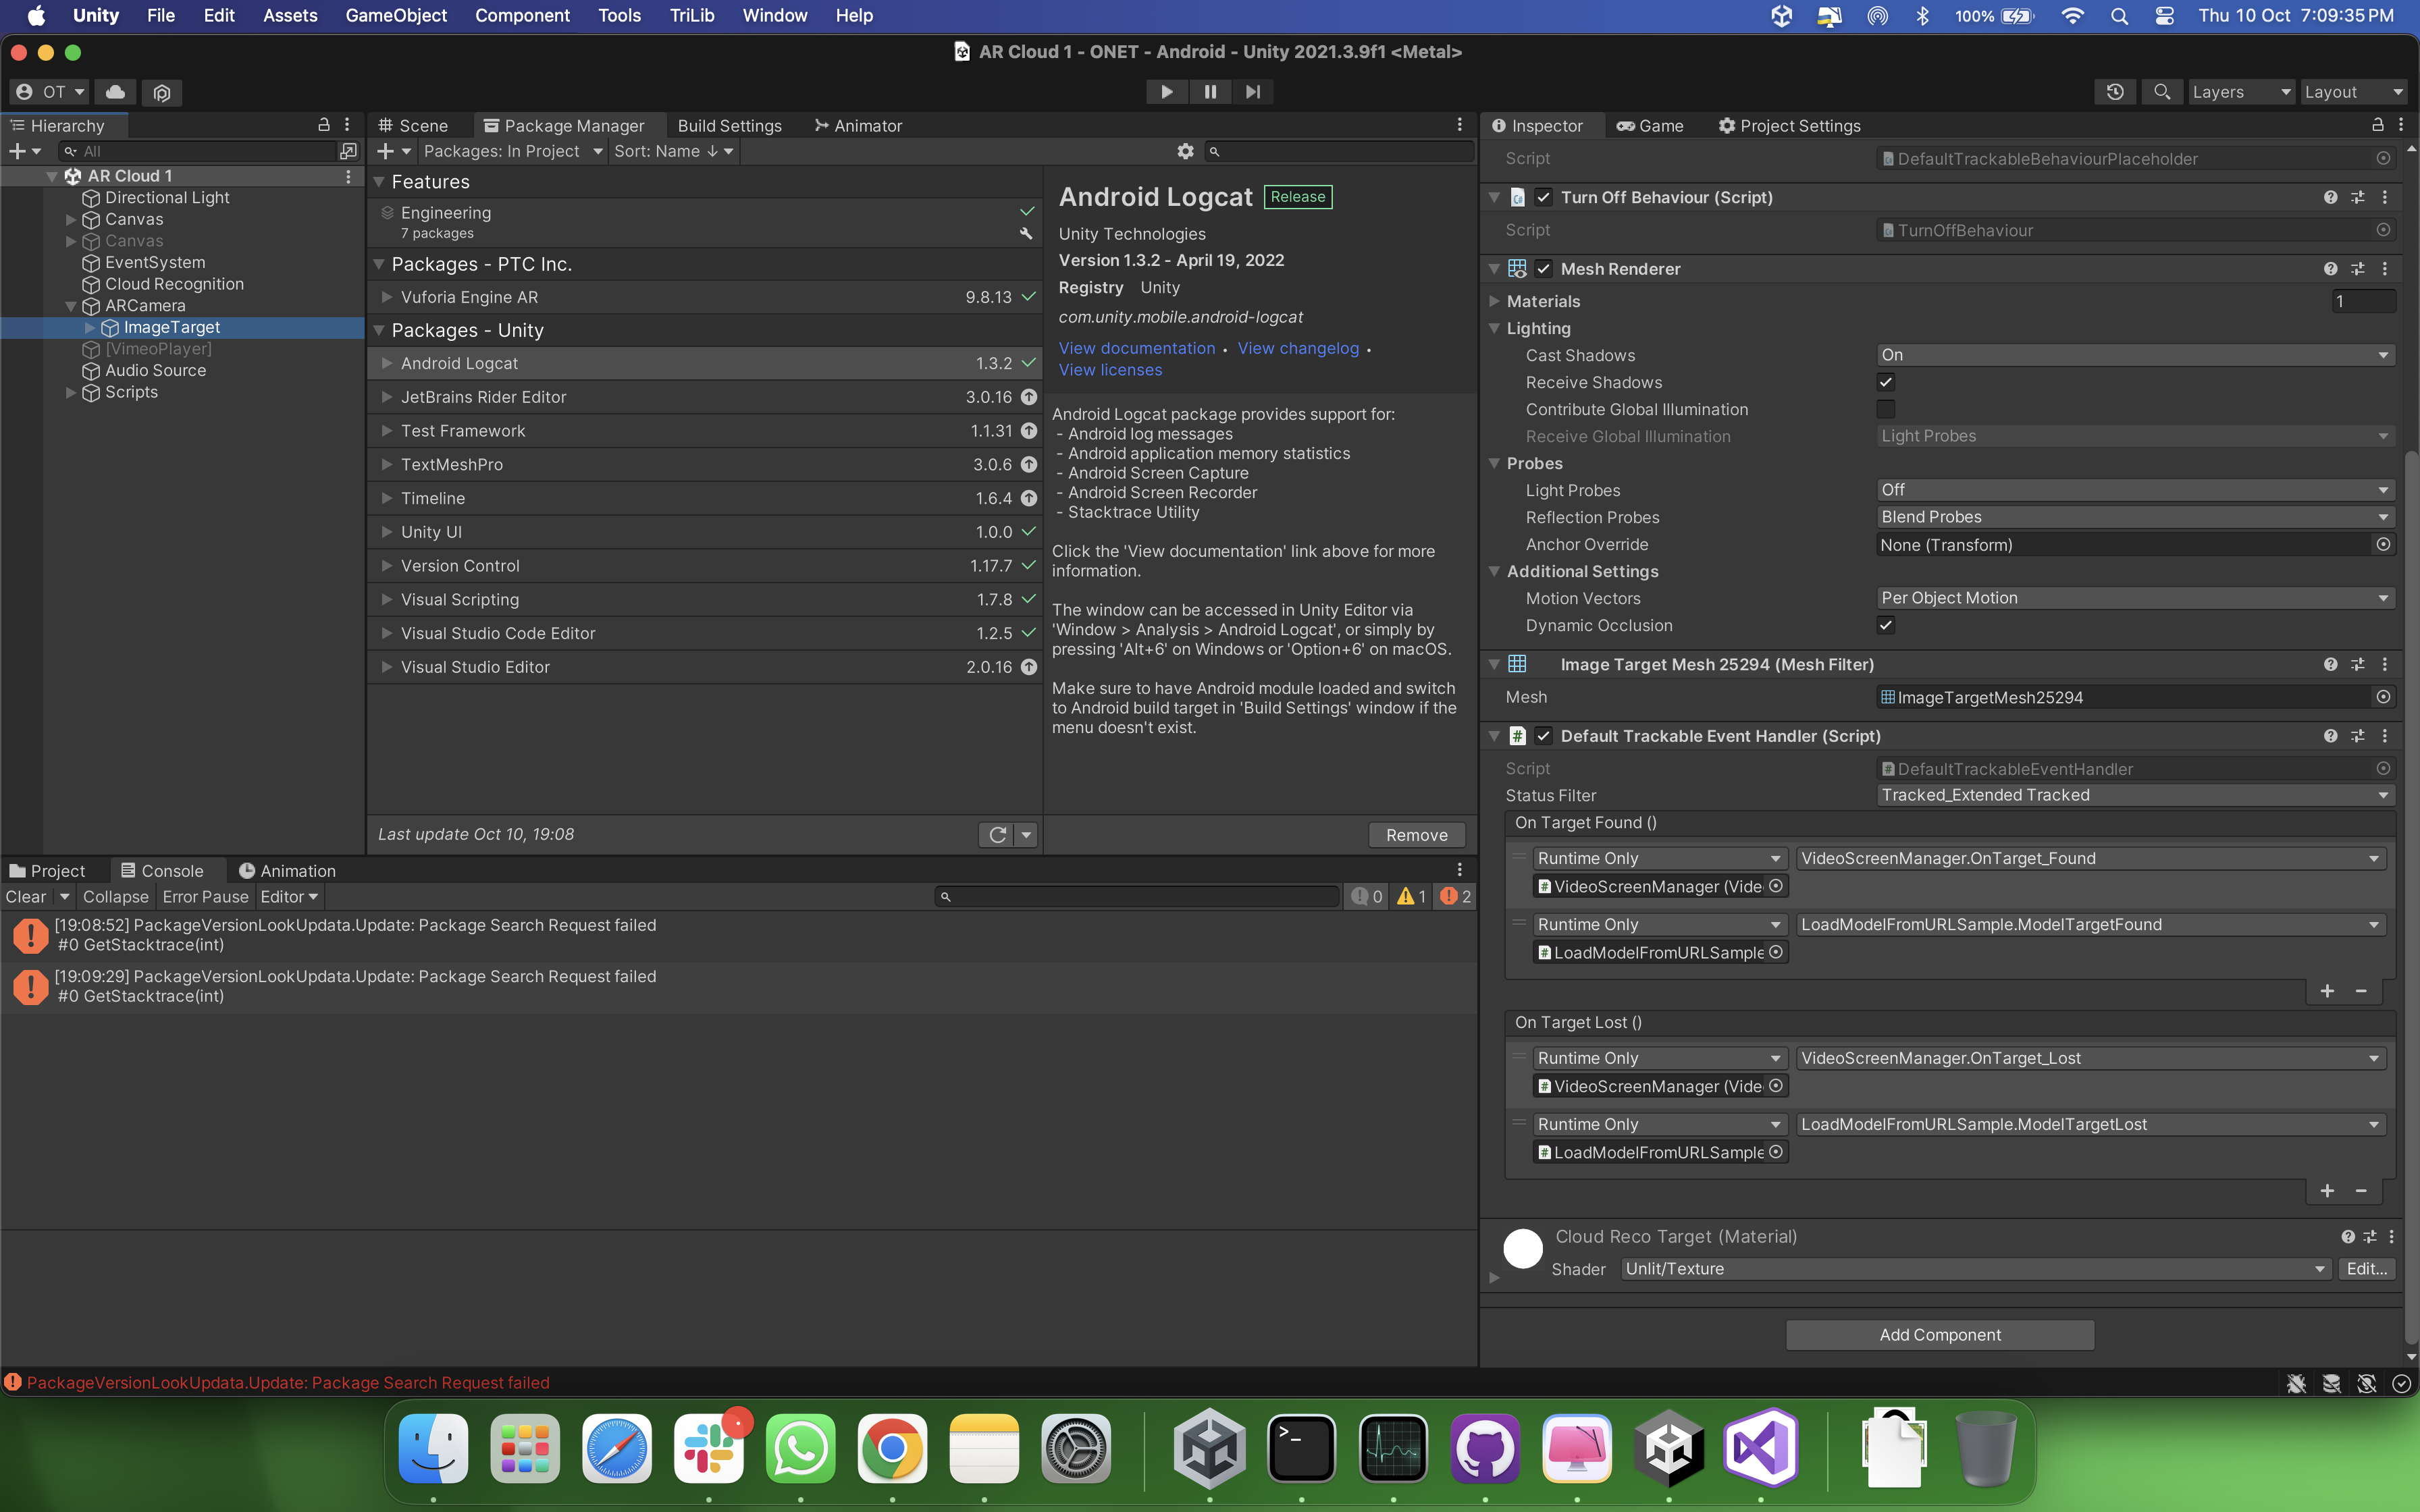 Unity File Edit Assets GameObject Component Tools TriLib Window Help 100% Thu 10 Oct 7:09:35 PM
AR Cloud 1 - ONET - Android - Unity 2021.3.9f1 <Metal>
OT Layers Layout
Hierarchy
All
AR Cloud 1
Directional Light
Canvas
Canvas
EventSystem
Cloud Recognition
ARCamera
ImageTarget
[VimeoPlayer]
Audio Source
Scripts
Scene Package Manager Build Settings Animator
Packages: In Project Sort: Name ↓
Features
Engineering
7 packages
Packages - PTC Inc.
Vuforia Engine AR 9.8.13
Packages - Unity
Android Logcat 1.3.2
JetBrains Rider Editor 3.0.16
Test Framework 1.1.31
TextMeshPro 3.0.6
Timeline 1.6.4
Unity UI 1.0.0
Version Control 1.17.7
Visual Scripting 1.7.8
Visual Studio Code Editor 1.2.5
Visual Studio Editor 2.0.16
Last update Oct 10, 19:08
Android Logcat Release
Unity Technologies
Version 1.3.2 - April 19, 2022
Registry Unity
com.unity.mobile.android-logcat
View documentation • View changelog •
View licenses
Android Logcat package provides support for:
- Android log messages
- Android application memory statistics
- Android Screen Capture
- Android Screen Recorder
- Stacktrace Utility
Click the 'View documentation' link above for more
information.
The window can be accessed in Unity Editor via
'Window > Analysis > Android Logcat', or simply by
pressing 'Alt+6' on Windows or 'Option+6' on macOS.
Make sure to have Android module loaded and switch
to Android build target in 'Build Settings' window if the
menu doesn't exist.
Remove
Project Console Animation
Clear Collapse Error Pause Editor 0 1 2
[19:08:52] PackageVersionLookUpdata.Update: Package Search Request failed
#0 GetStacktrace(int)
[19:09:29] PackageVersionLookUpdata.Update: Package Search Request failed
#0 GetStacktrace(int)
PackageVersionLookUpdata.Update: Package Search Request failed
Inspector Game Project Settings
Script DefaultTrackableBehaviourPlaceholder
Turn Off Behaviour (Script)
Script TurnOffBehaviour
Mesh Renderer
Materials 1
Lighting
Cast Shadows On
Receive Shadows
Contribute Global Illumination
Receive Global Illumination Light Probes
Probes
Light Probes Off
Reflection Probes Blend Probes
Anchor Override None (Transform)
Additional Settings
Motion Vectors Per Object Motion
Dynamic Occlusion
Image Target Mesh 25294 (Mesh Filter)
Mesh ImageTargetMesh25294
Default Trackable Event Handler (Script)
Script DefaultTrackableEventHandler
Status Filter Tracked_Extended Tracked
On Target Found ()
Runtime Only VideoScreenManager.OnTarget_Found
VideoScreenManager (Vide
Runtime Only LoadModelFromURLSample.ModelTargetFound
LoadModelFromURLSample
+ −
On Target Lost ()
Runtime Only VideoScreenManager.OnTarget_Lost
VideoScreenManager (Vide
Runtime Only LoadModelFromURLSample.ModelTargetLost
LoadModelFromURLSample
+ −
Cloud Reco Target (Material)
Shader Unlit/Texture Edit...
Add Component